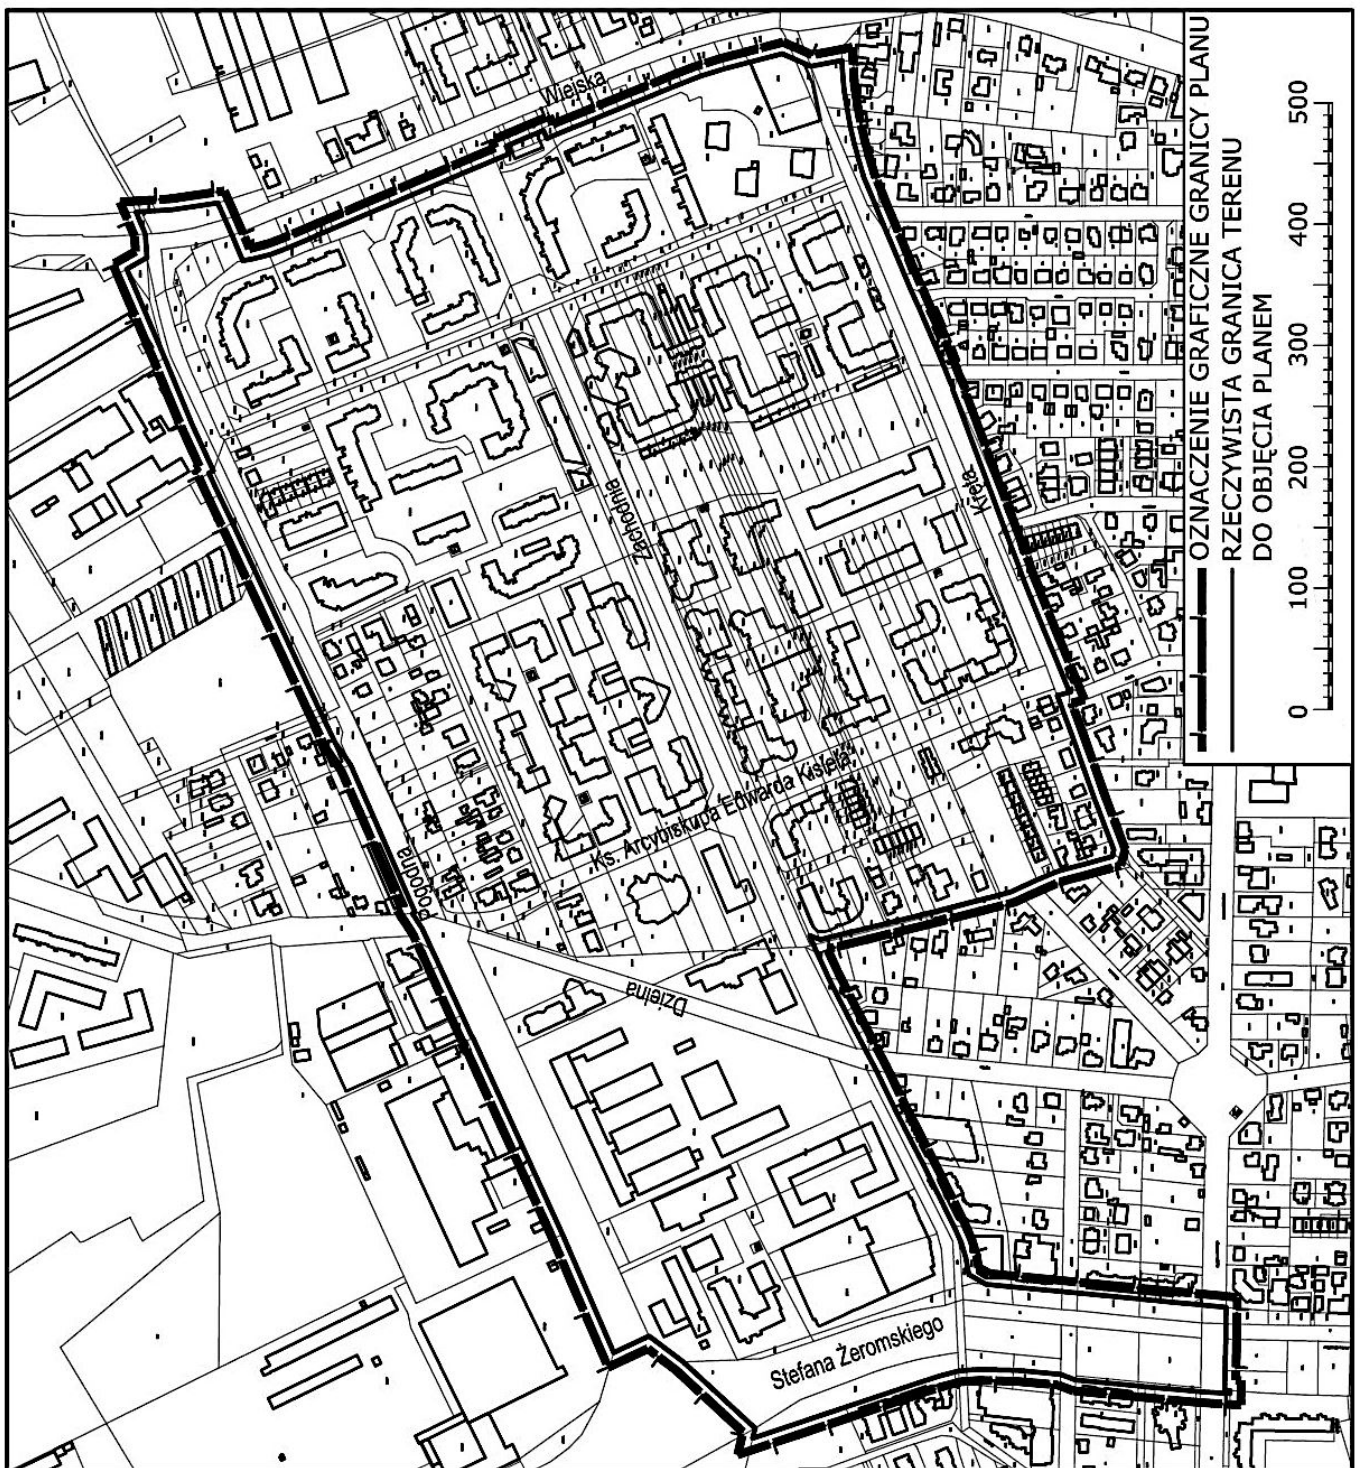 Wiejska
Zachodnia
Kręta
Pogodna
Ks. Arcybiskupa Edwarda Kisiela
Dzielna
Stefana Żeromskiego
OZNACZENIE GRAFICZNE GRANICY PLANU
RZECZYWISTA GRANICA TERENU
DO OBJĘCIA PLANEM
0 100 200 300 400 500